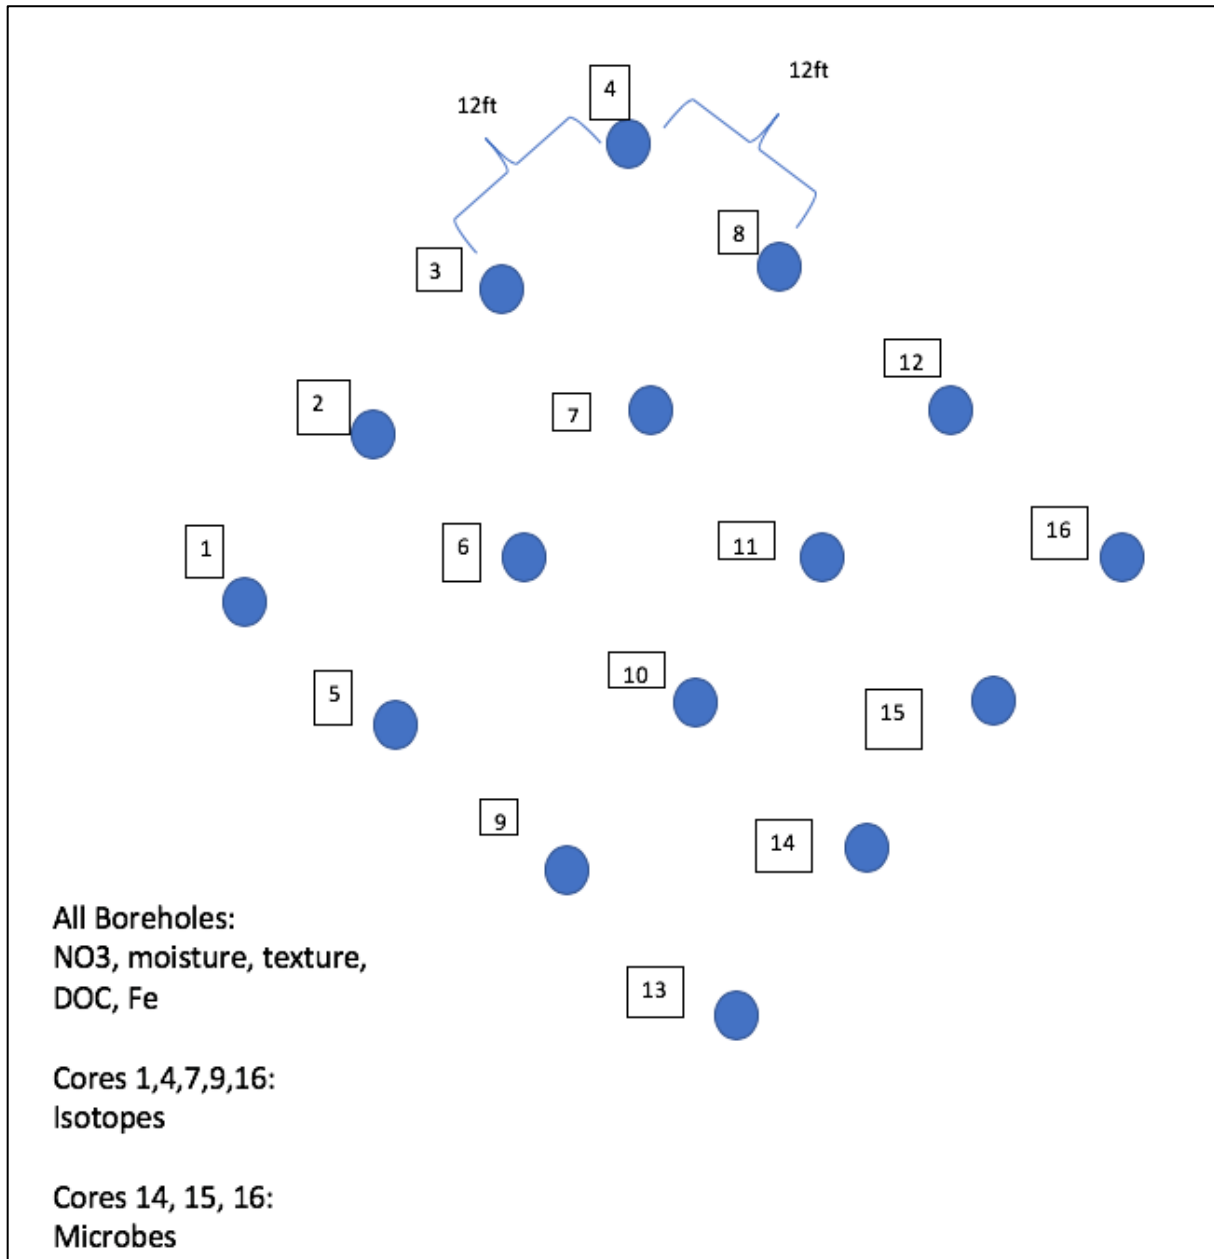 12ft
4
12ft
8
3
12
2
7
16
1
6
11
10
5
15
9
14
All Boreholes:
NO3, moisture, texture,
DOC, Fe
13
Cores 1,4,7,9,16:
Isotopes
Cores 14, 15, 16:
Microbes